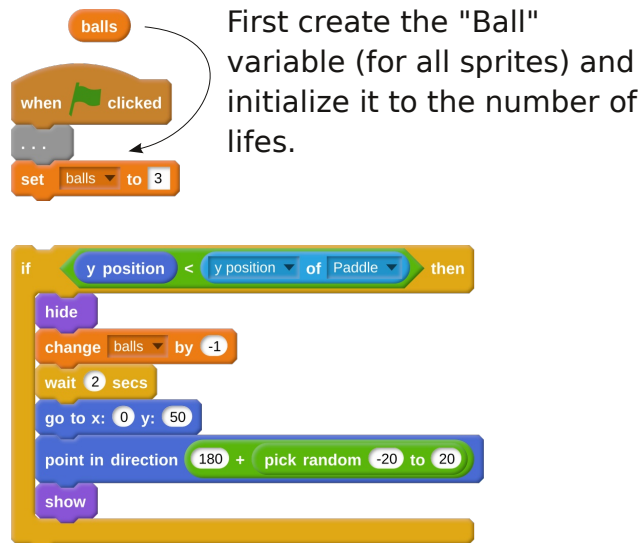 balls
First create the "Ball"
variable (for all sprites) and
initialize it to the number of
lifes.
when clicked
...
set balls to 3
if y position < y position of Paddle then
hide
change balls by -1
wait 2 secs
go to x: 0 y: 50
point in direction 180 + pick random -20 to 20
show